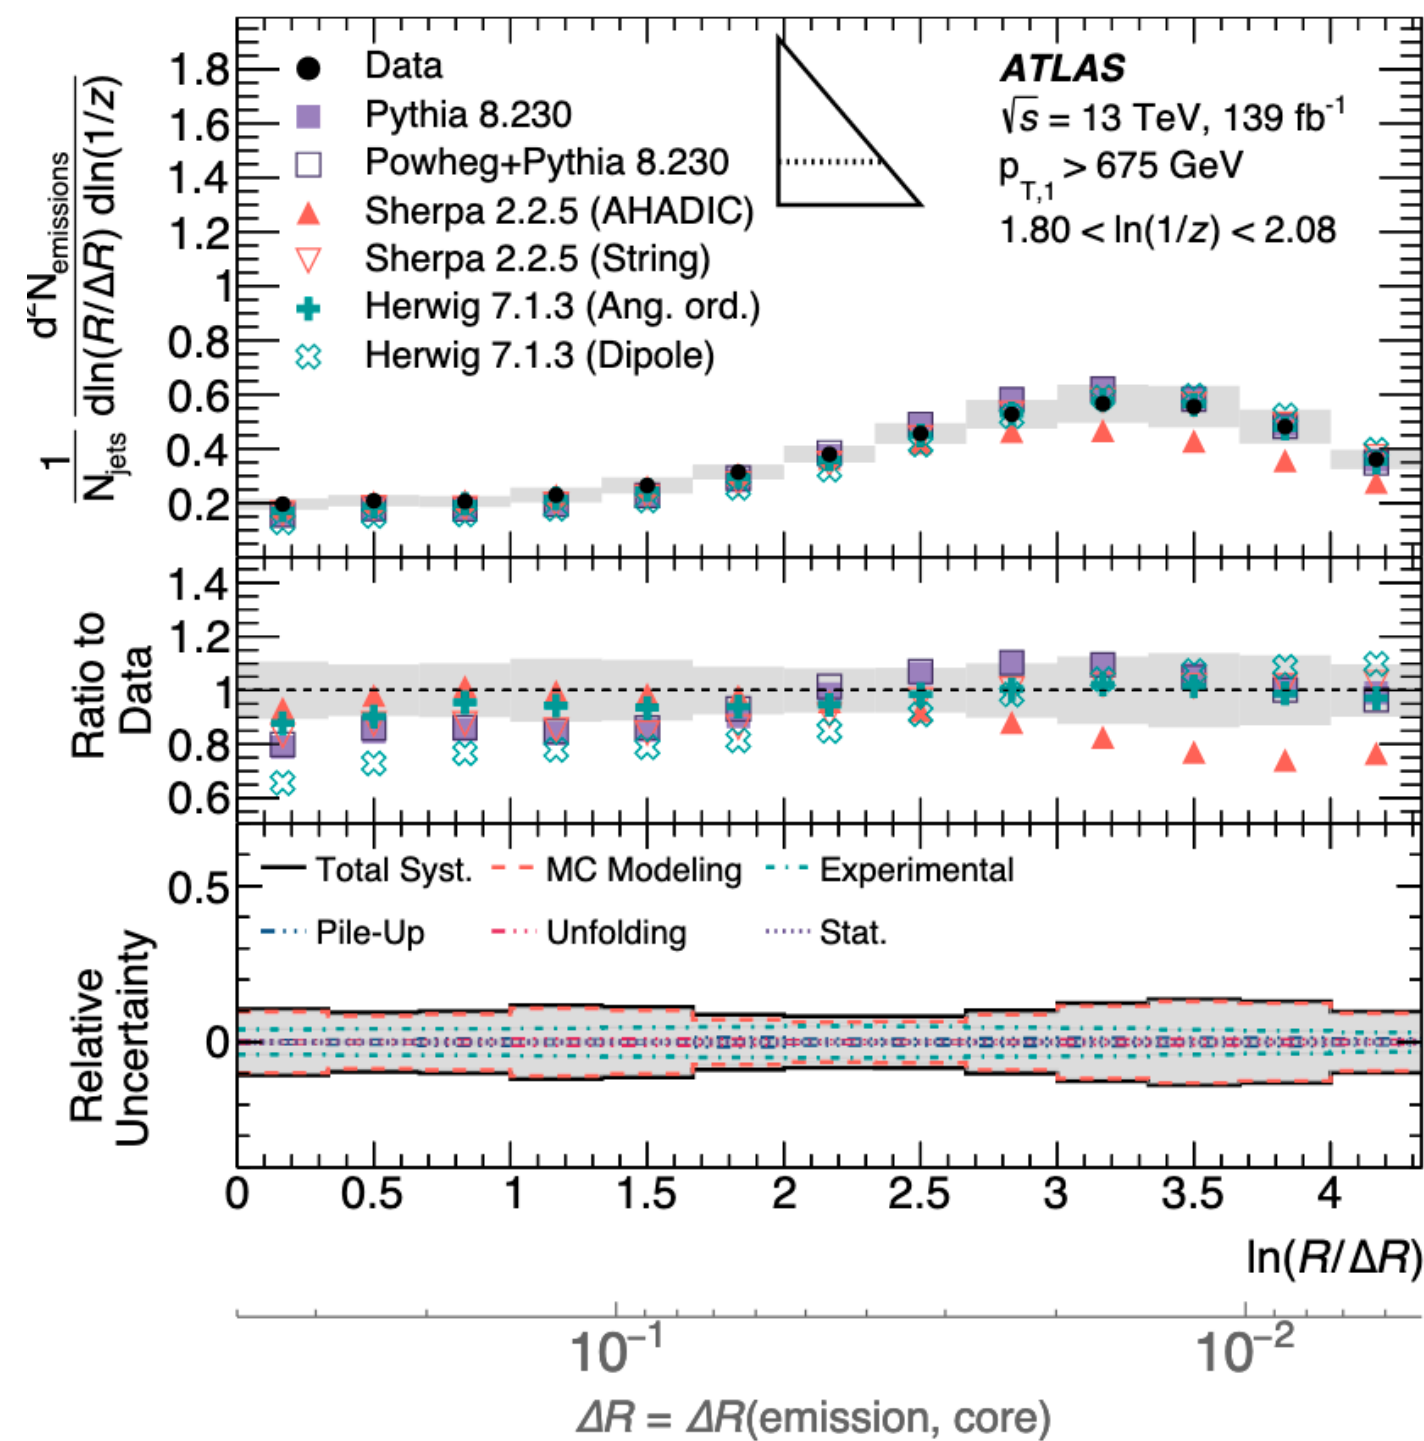 1/N_jets d²N_emissions / dln(R/ΔR) dln(1/z)
1.8
1.6
1.4
1.2
1
0.8
0.6
0.4
0.2
Data
Pythia 8.230
Powheg+Pythia 8.230
Sherpa 2.2.5 (AHADIC)
Sherpa 2.2.5 (String)
Herwig 7.1.3 (Ang. ord.)
Herwig 7.1.3 (Dipole)
ATLAS
√s = 13 TeV, 139 fb⁻¹
p_T,1 > 675 GeV
1.80 < ln(1/z) < 2.08
Ratio to
Data
1.4
1.2
1
0.8
0.6
Relative
Uncertainty
0.5
0
Total Syst. MC Modeling Experimental
Pile-Up Unfolding Stat.
0 0.5 1 1.5 2 2.5 3 3.5 4
ln(R/ΔR)
10⁻¹ 10⁻²
ΔR = ΔR(emission, core)